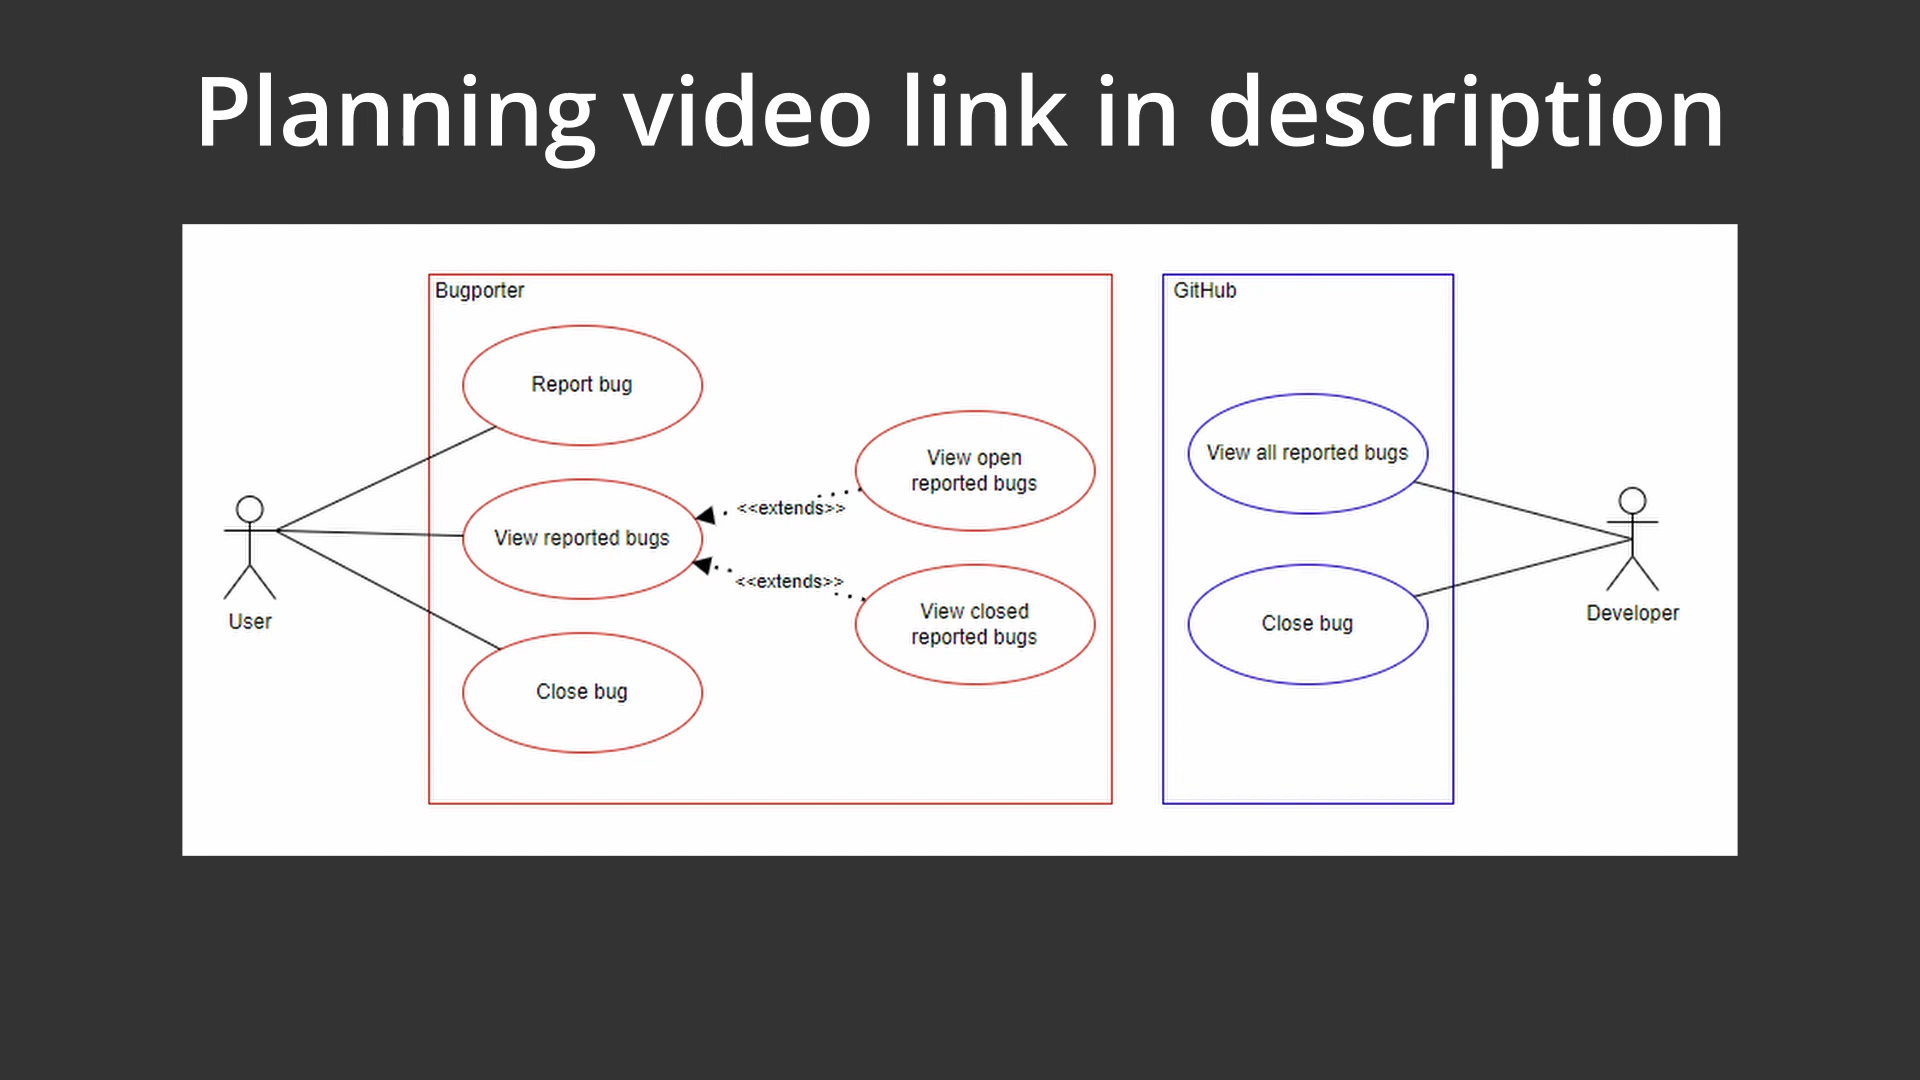 Planning video link in description
Bugporter
GitHub
Report bug
View open
reported bugs
View all reported bugs
<<extends>>
View reported bugs
<<extends>>
View closed
reported bugs
Close bug
User
Developer
Close bug